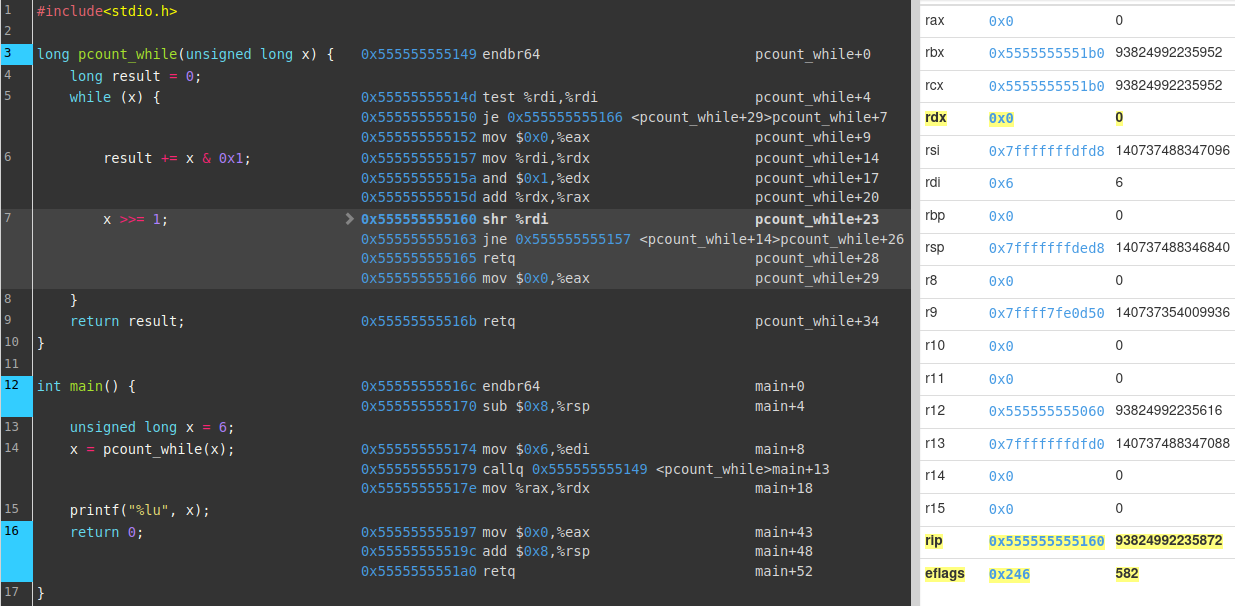 1 #include<stdio.h>
2
3 long pcount_while(unsigned long x) { 0x555555555149 endbr64 pcount_while+0
4 long result = 0;
5 while (x) { 0x55555555514d test %rdi,%rdi pcount_while+4
0x555555555150 je 0x555555555166 <pcount_while+29>pcount_while+7
0x555555555152 mov $0x0,%eax pcount_while+9
6 result += x & 0x1; 0x555555555157 mov %rdi,%rdx pcount_while+14
0x55555555515a and $0x1,%edx pcount_while+17
0x55555555515d add %rdx,%rax pcount_while+20
7 x >>= 1; 0x555555555160 shr %rdi pcount_while+23
0x555555555163 jne 0x555555555157 <pcount_while+14>pcount_while+26
0x555555555165 retq pcount_while+28
0x555555555166 mov $0x0,%eax pcount_while+29
8 }
9 return result; 0x55555555516b retq pcount_while+34
10 }
11
12 int main() { 0x55555555516c endbr64 main+0
0x555555555170 sub $0x8,%rsp main+4
13 unsigned long x = 6;
14 x = pcount_while(x); 0x555555555174 mov $0x6,%edi main+8
0x555555555179 callq 0x555555555149 <pcount_while>main+13
0x55555555517e mov %rax,%rdx main+18
15 printf("%lu", x);
16 return 0; 0x555555555197 mov $0x0,%eax main+43
0x55555555519c add $0x8,%rsp main+48
0x5555555551a0 retq main+52
17 }
rax 0x0 0
rbx 0x5555555551b0 93824992235952
rcx 0x5555555551b0 93824992235952
rdx 0x0 0
rsi 0x7fffffffdfd8 140737488347096
rdi 0x6 6
rbp 0x0 0
rsp 0x7fffffffded8 140737488346840
r8 0x0 0
r9 0x7ffff7fe0d50 140737354009936
r10 0x0 0
r11 0x0 0
r12 0x555555555060 93824992235616
r13 0x7fffffffdfd0 140737488347088
r14 0x0 0
r15 0x0 0
rip 0x555555555160 93824992235872
eflags 0x246 582